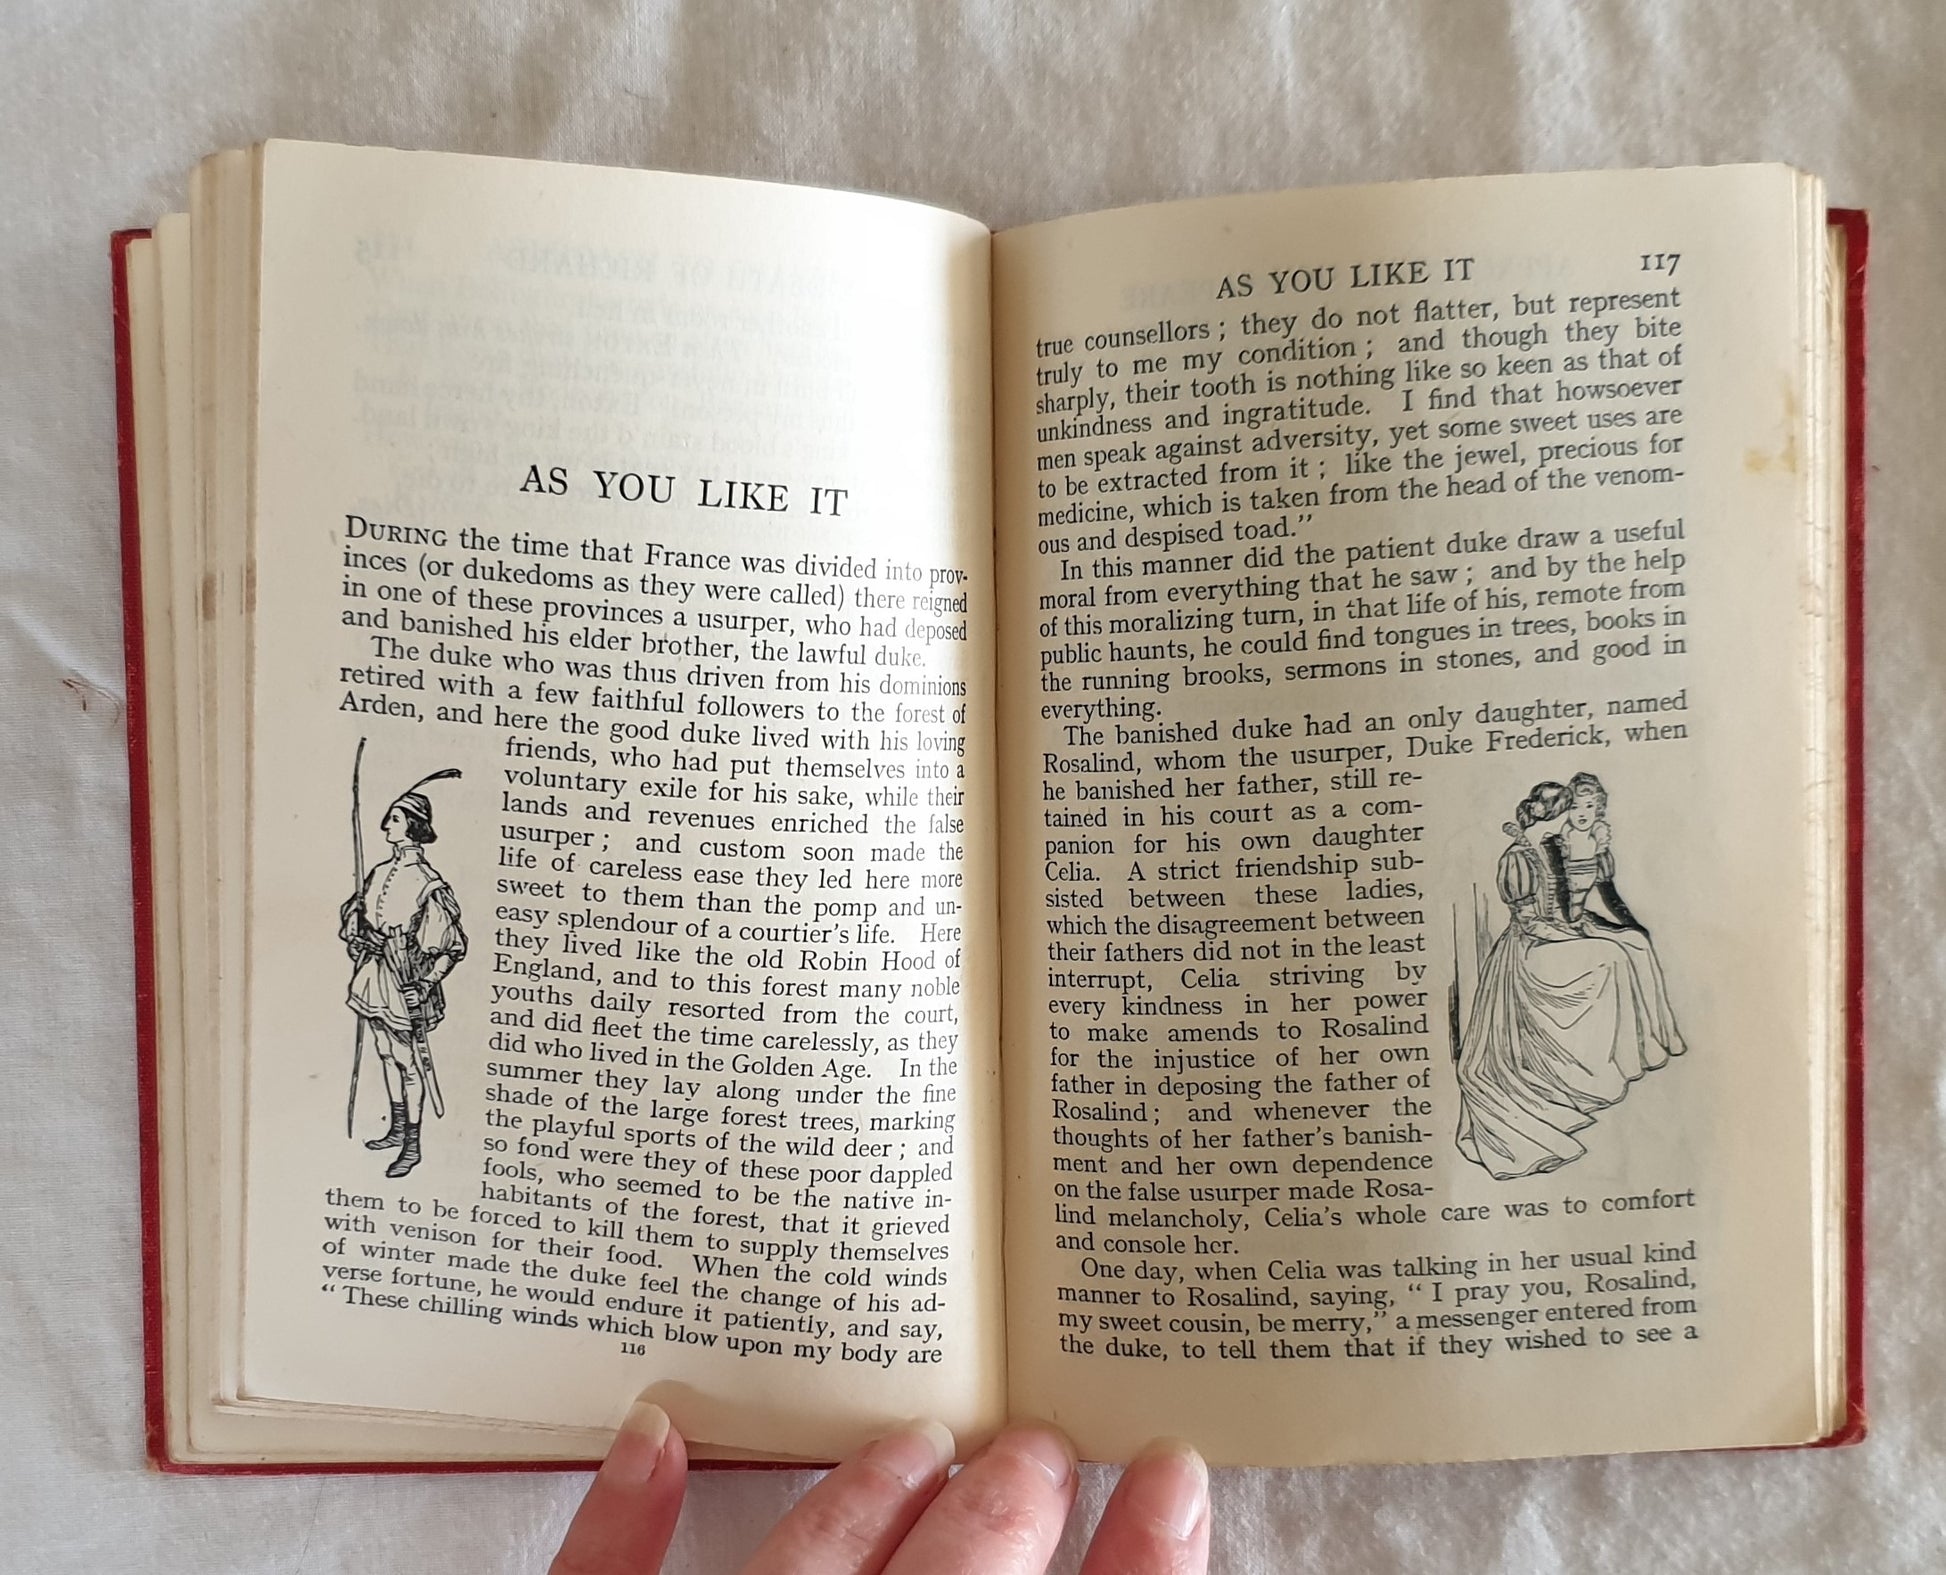 AS YOU LIKE IT
DURING the time that France was divided into prov-
inces (or dukedoms as they were called) there reigned
in one of these provinces a usurper, who had deposed
and banished his elder brother, the lawful duke.
The duke who was thus driven from his dominions
retired with a few faithful followers to the forest of
Arden, and here the good duke lived with his loving
friends, who had put themselves into a
voluntary exile for his sake, while their
lands and revenues enriched the false
usurper ; and custom soon made the
life of careless ease they led here more
sweet to them than the pomp and un-
easy splendour of a courtier's life. Here
they lived like the old Robin Hood of
England, and to this forest many noble
youths daily resorted from the court,
and did fleet the time carelessly, as they
did who lived in the Golden Age. In the
summer they lay along under the fine
shade of the large forest trees, marking
the playful sports of the wild deer ; and
so fond were they of these poor dappled
fools, who seemed to be the native in-
habitants of the forest, that it grieved
them to be forced to kill them to supply themselves
with venison for their food. When the cold winds
of winter made the duke feel the change of his ad-
verse fortune, he would endure it patiently, and say,
“ These chilling winds which blow upon my body are
116
AS YOU LIKE IT 117
true counsellors ; they do not flatter, but represent
truly to me my condition ; and though they bite
sharply, their tooth is nothing like so keen as that of
unkindness and ingratitude. I find that howsoever
men speak against adversity, yet some sweet uses are
to be extracted from it ; like the jewel, precious for
medicine, which is taken from the head of the venom-
ous and despised toad.”
In this manner did the patient duke draw a useful
moral from everything that he saw ; and by the help
of this moralizing turn, in that life of his, remote from
public haunts, he could find tongues in trees, books in
the running brooks, sermons in stones, and good in
everything.
The banished duke had an only daughter, named
Rosalind, whom the usurper, Duke Frederick, when
he banished her father, still re-
tained in his court as a com-
panion for his own daughter
Celia. A strict friendship sub-
sisted between these ladies,
which the disagreement between
their fathers did not in the least
interrupt, Celia striving by
every kindness in her power
to make amends to Rosalind
for the injustice of her own
father in deposing the father of
Rosalind ; and whenever the
thoughts of her father's banish-
ment and her own dependence
on the false usurper made Rosa-
lind melancholy, Celia's whole care was to comfort
and console her.
One day, when Celia was talking in her usual kind
manner to Rosalind, saying, “ I pray you, Rosalind,
my sweet cousin, be merry,” a messenger entered from
the duke, to tell them that if they wished to see a